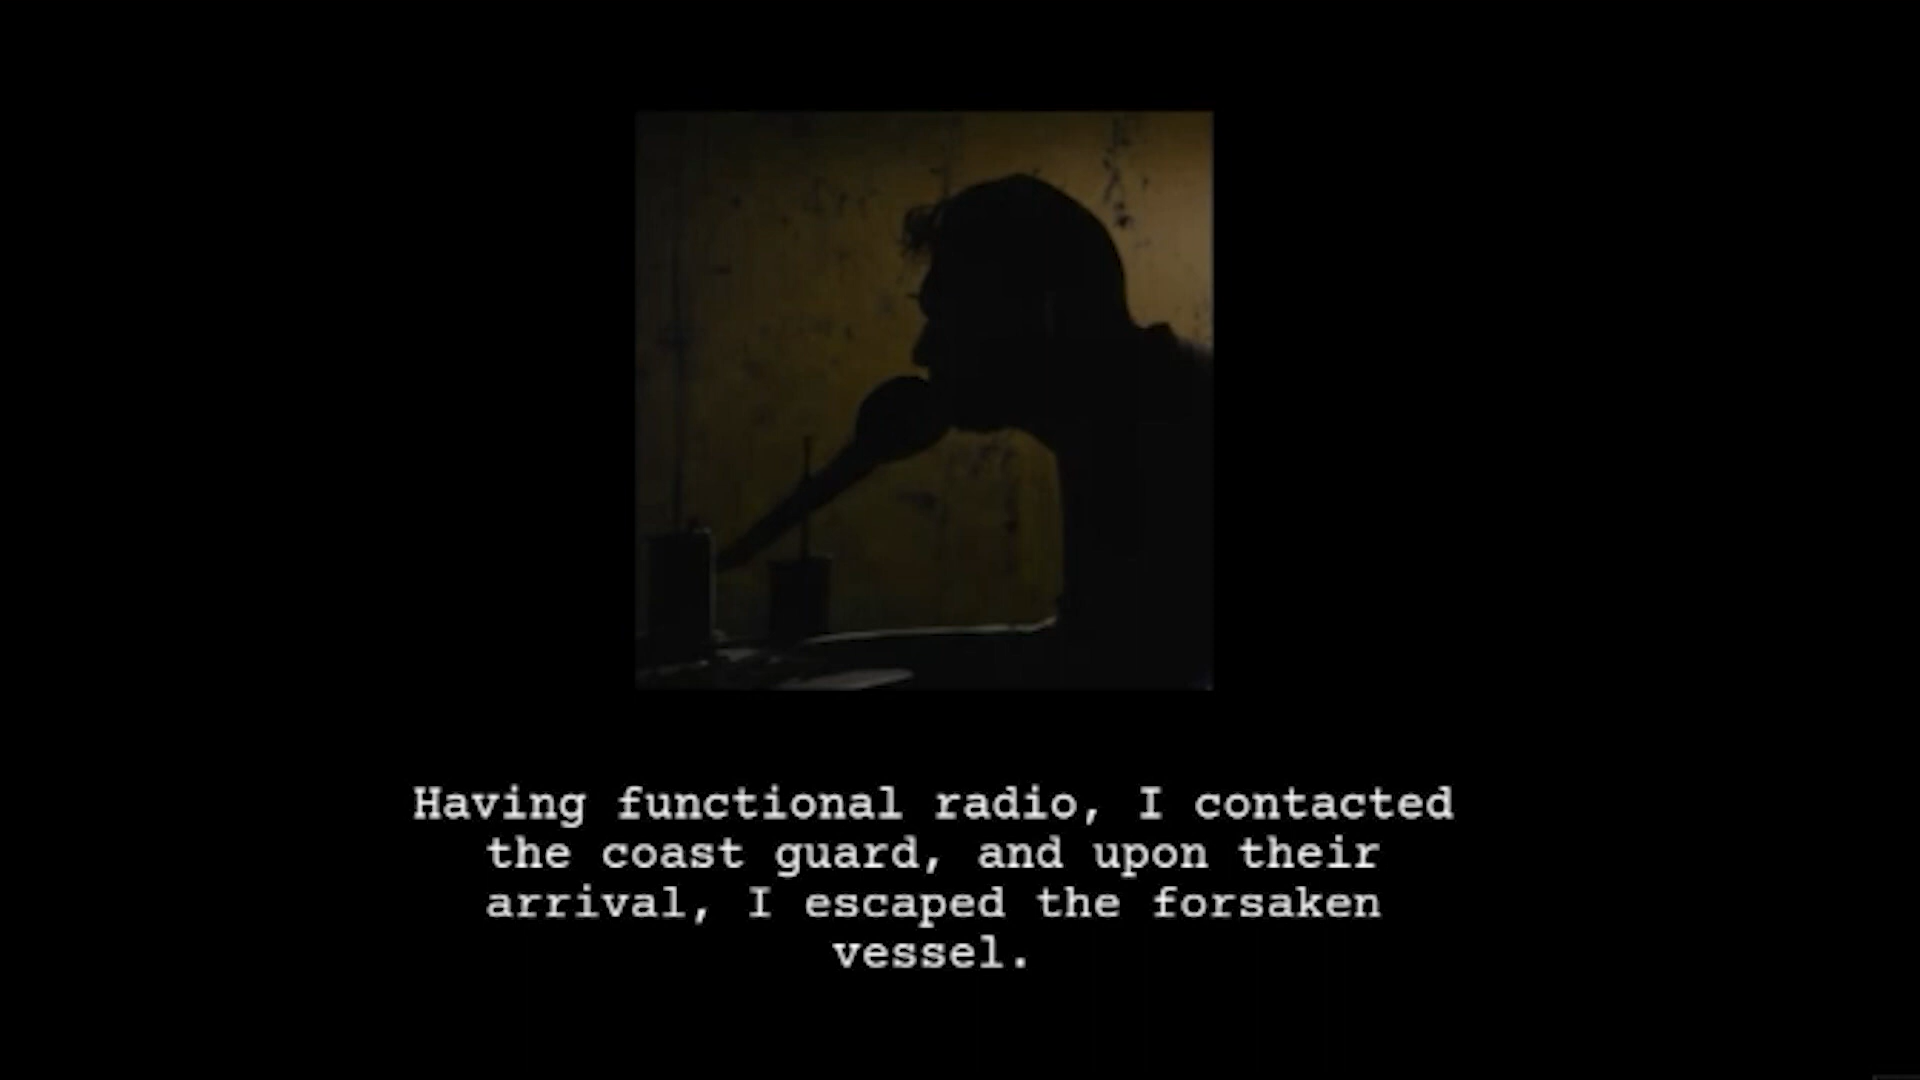 Having functional radio, I contacted
the coast guard, and upon their
arrival, I escaped the forsaken
vessel.